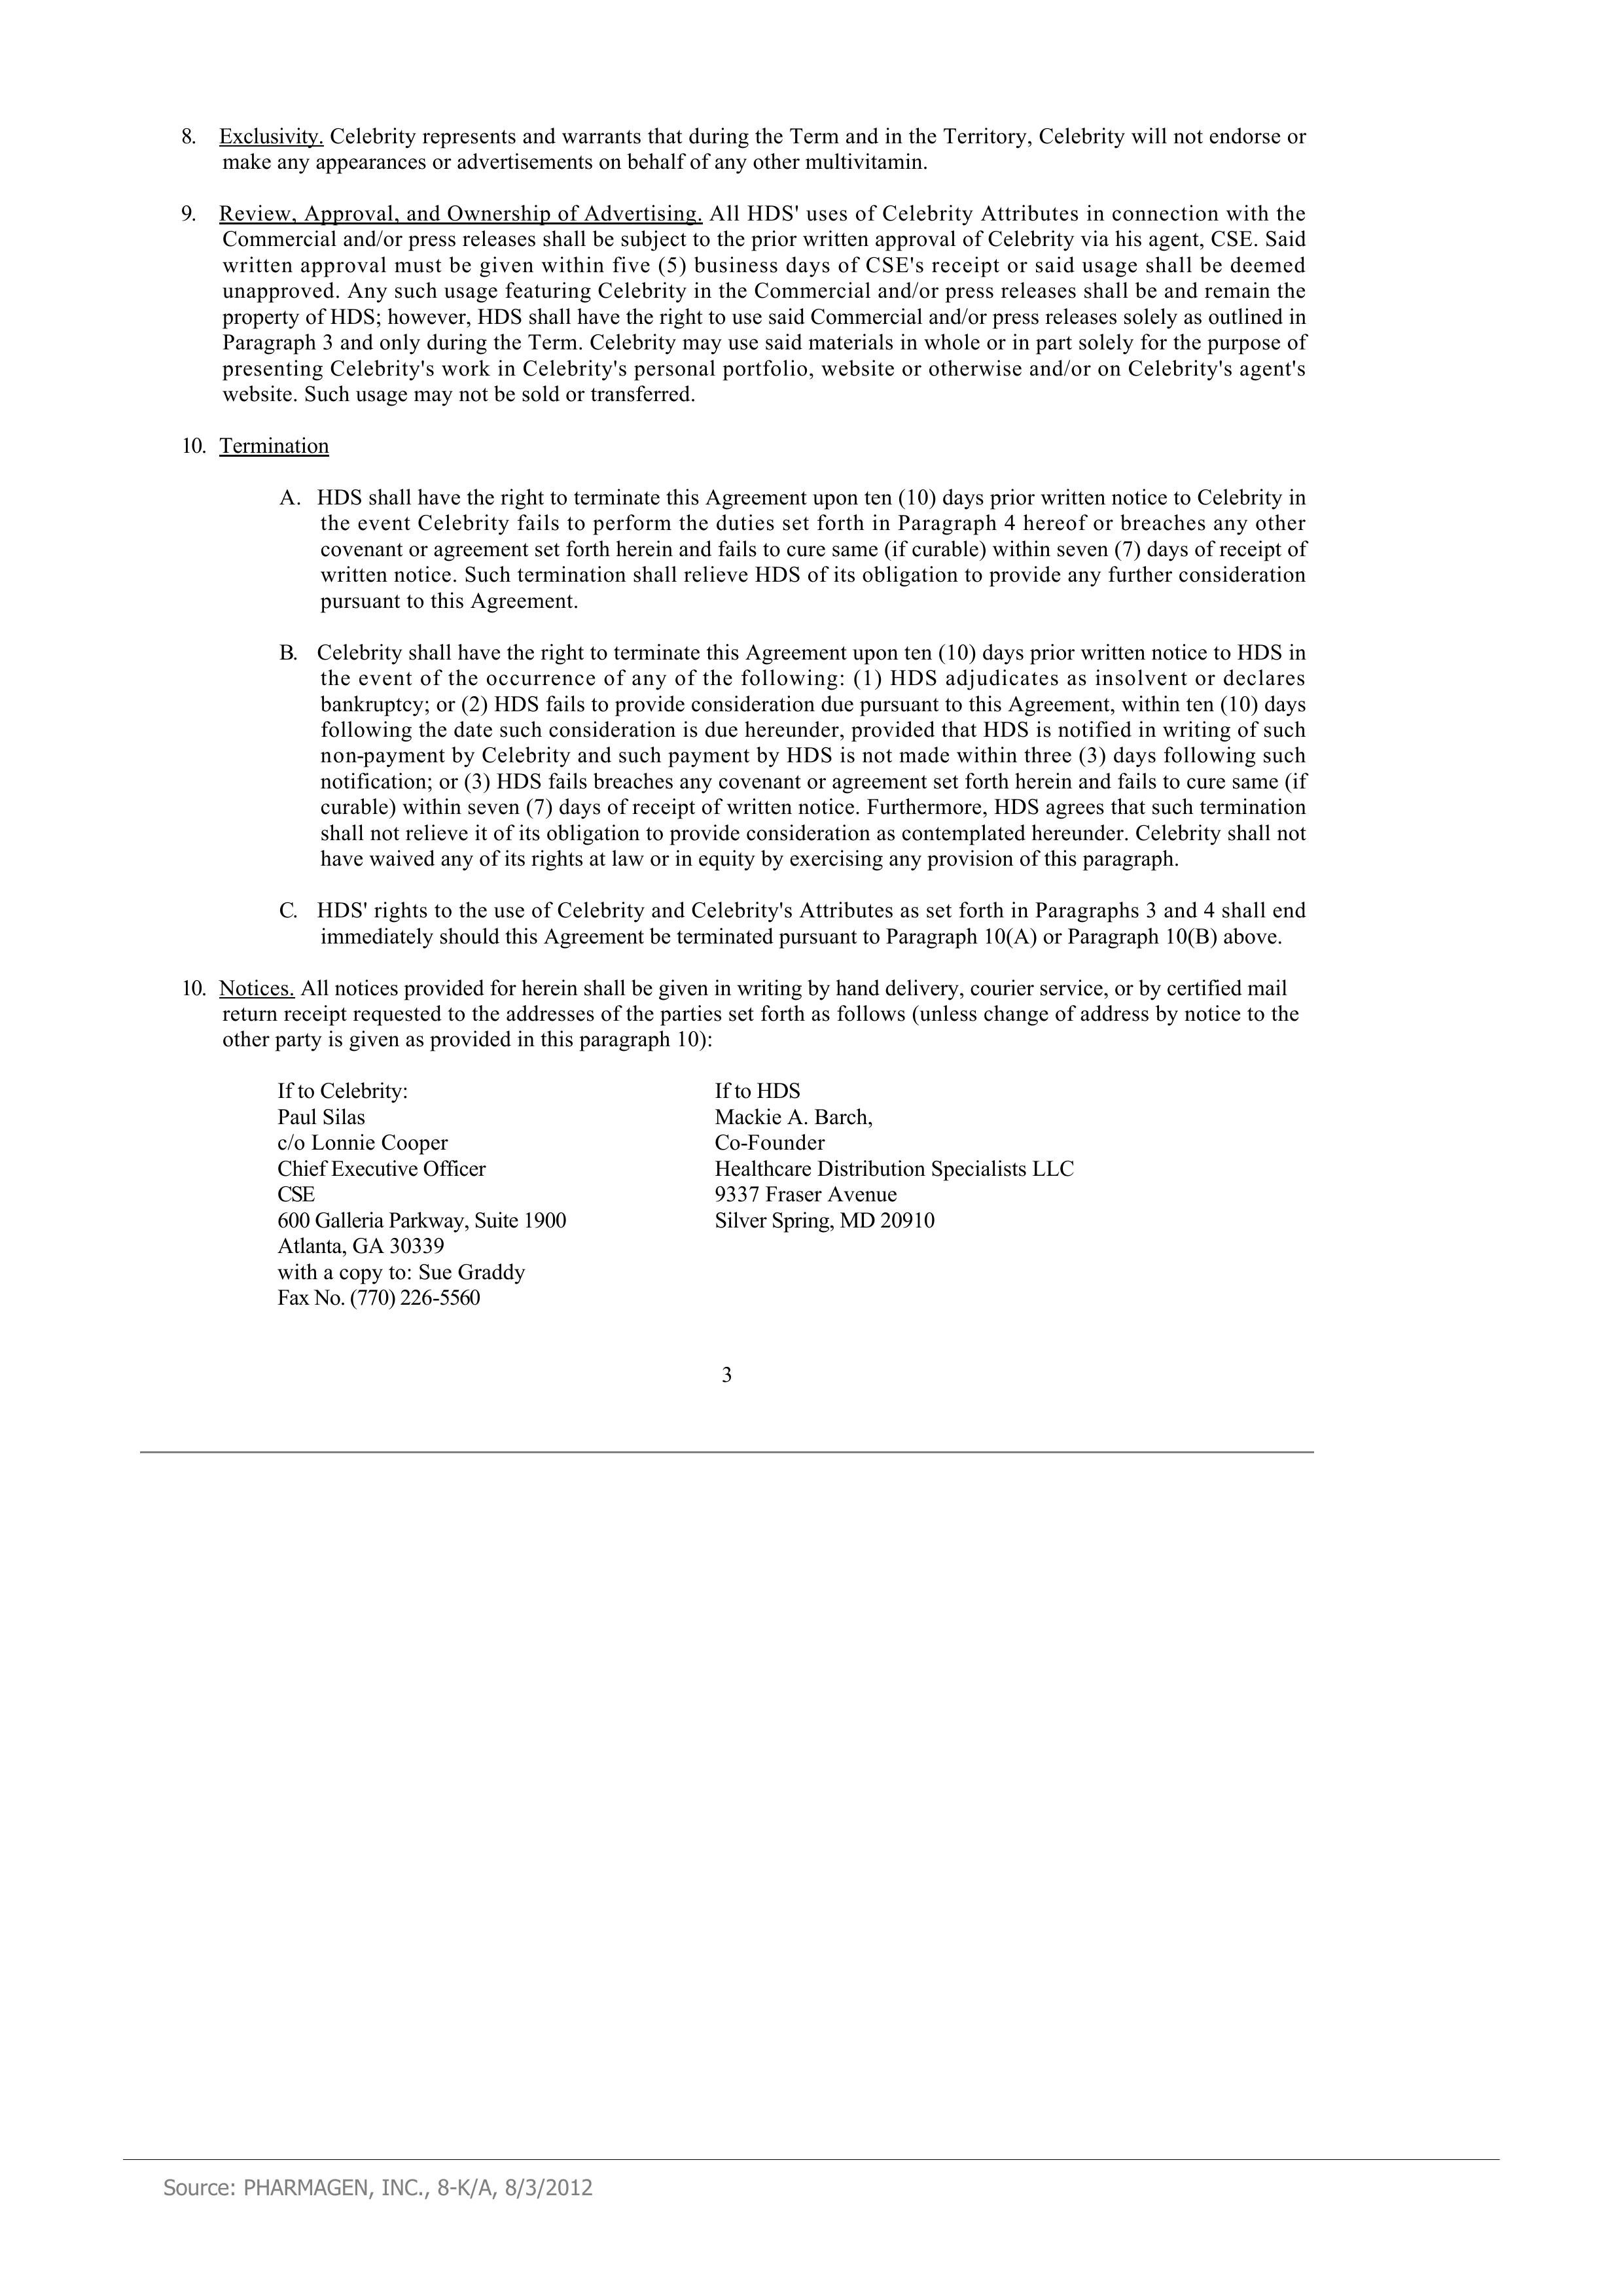 8. Exclusivity. Celebrity represents and warrants that during the Term and in the Territory, Celebrity will not endorse or
make any appearances or advertisements on behalf of any other multivitamin.
9. Review, Approval, and Ownership of Advertising. All HDS' uses of Celebrity Attributes in connection with the
Commercial and/or press releases shall be subject to the prior written approval of Celebrity via his agent, CSE. Said
written approval must be given within five (5) business days of CSE's receipt or said usage shall be deemed
unapproved. Any such usage featuring Celebrity in the Commercial and/or press releases shall be and remain the
property of HDS; however, HDS shall have the right to use said Commercial and/or press releases solely as outlined in
Paragraph 3 and only during the Term. Celebrity may use said materials in whole or in part solely for the purpose of
presenting Celebrity's work in Celebrity's personal portfolio, website or otherwise and/or on Celebrity's agent's
website. Such usage may not be sold or transferred.
10. Termination
A. HDS shall have the right to terminate this Agreement upon ten (10) days prior written notice to Celebrity in
the event Celebrity fails to perform the duties set forth in Paragraph 4 hereof or breaches any other
covenant or agreement set forth herein and fails to cure same (if curable) within seven (7) days of receipt of
written notice. Such termination shall relieve HDS of its obligation to provide any further consideration
pursuant to this Agreement.
B. Celebrity shall have the right to terminate this Agreement upon ten (10) days prior written notice to HDS in
the event of the occurrence of any of the following: (1) HDS adjudicates as insolvent or declares
bankruptcy; or (2) HDS fails to provide consideration due pursuant to this Agreement, within ten (10) days
following the date such consideration is due hereunder, provided that HDS is notified in writing of such
non-payment by Celebrity and such payment by HDS is not made within three (3) days following such
notification; or (3) HDS fails breaches any covenant or agreement set forth herein and fails to cure same (if
curable) within seven (7) days of receipt of written notice. Furthermore, HDS agrees that such termination
shall not relieve it of its obligation to provide consideration as contemplated hereunder. Celebrity shall not
have waived any of its rights at law or in equity by exercising any provision of this paragraph.
C. HDS' rights to the use of Celebrity and Celebrity's Attributes as set forth in Paragraphs 3 and 4 shall end
immediately should this Agreement be terminated pursuant to Paragraph 10(A) or Paragraph 10(B) above.
10. Notices. All notices provided for herein shall be given in writing by hand delivery, courier service, or by certified mail
return receipt requested to the addresses of the parties set forth as follows (unless change of address by notice to the
other party is given as provided in this paragraph 10):
If to Celebrity:
Paul Silas
c/o Lonnie Cooper
Chief Executive Officer
CSE
600 Galleria Parkway, Suite 1900
Atlanta, GA 30339
with a copy to: Sue Graddy
Fax No. (770) 226-5560
If to HDS
Mackie A. Barch,
Co-Founder
Healthcare Distribution Specialists LLC
9337 Fraser Avenue
Silver Spring, MD 20910
3
Source: PHARMAGEN, INC., 8-K/A, 8/3/2012